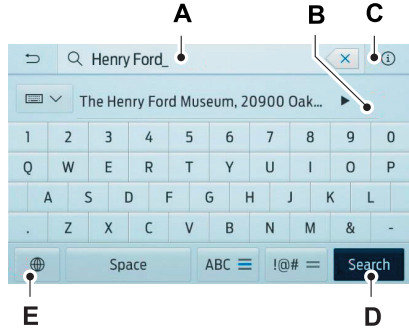 A B C
Henry Ford_ i
The Henry Ford Museum, 20900 Oak...
1 2 3 4 5 6 7 8 9 0
Q W E R T Y U I O P
A S D F G H J K L
. Z X C V B N M & -
Space ABC !@# Search
E D